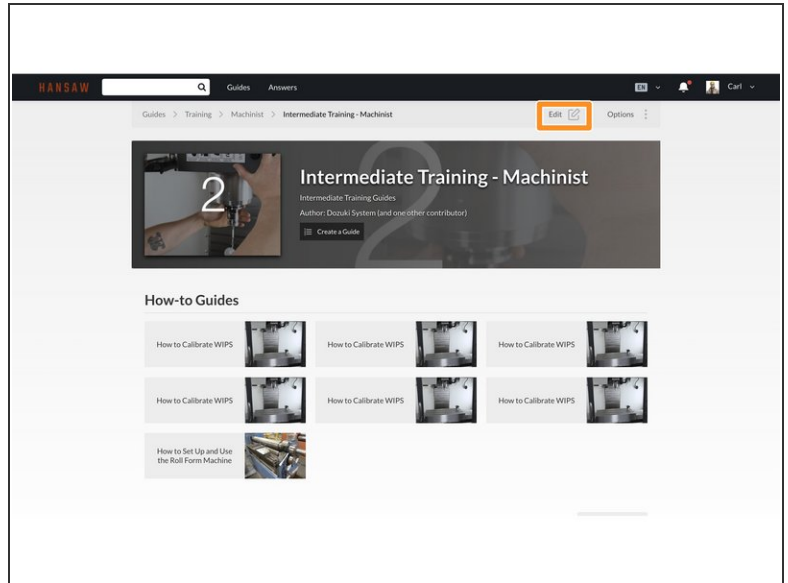 HANSAW Guides Answers EN Carl
Guides > Training > Machinist > Intermediate Training - Machinist Edit Options
2
Intermediate Training - Machinist
Intermediate Training Guides
Author: Dozuki System (and one other contributor)
Create a Guide
How-to Guides
How to Calibrate WIPS How to Calibrate WIPS How to Calibrate WIPS
How to Calibrate WIPS How to Calibrate WIPS How to Calibrate WIPS
How to Set Up and Use
the Roll Form Machine